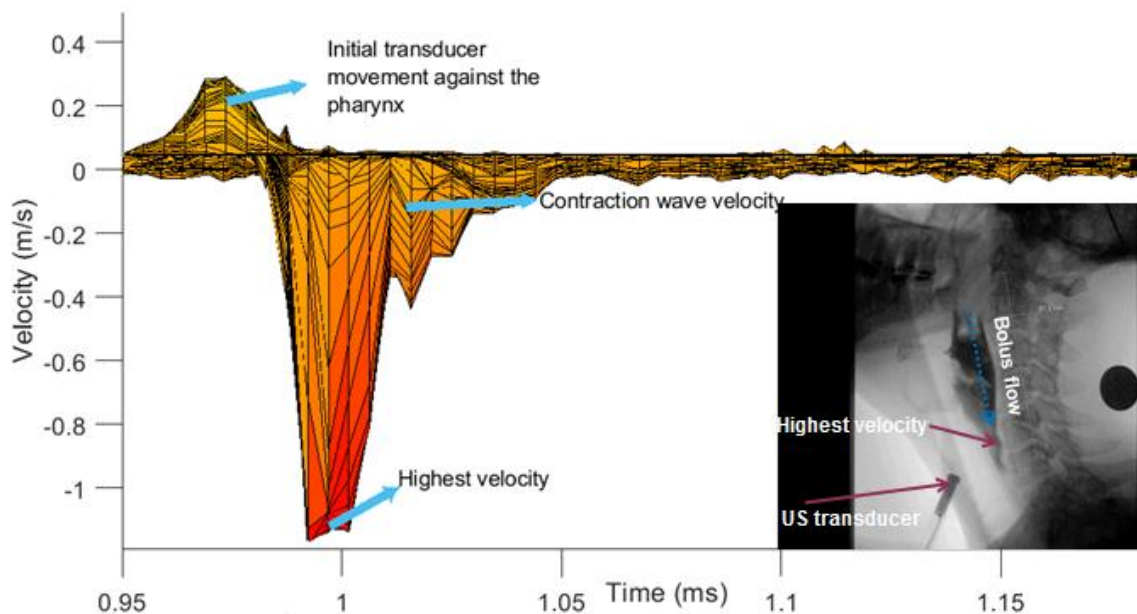 0.4
0.2
0
-0.2
-0.4
-0.6
-0.8
-1
Velocity (m/s)
Initial transducer
movement against the
pharynx
Contraction wave velocity
Highest velocity
Bolus flow
Highest velocity
US transducer
0.95
1
1.05
1.1
1.15
Time (ms)